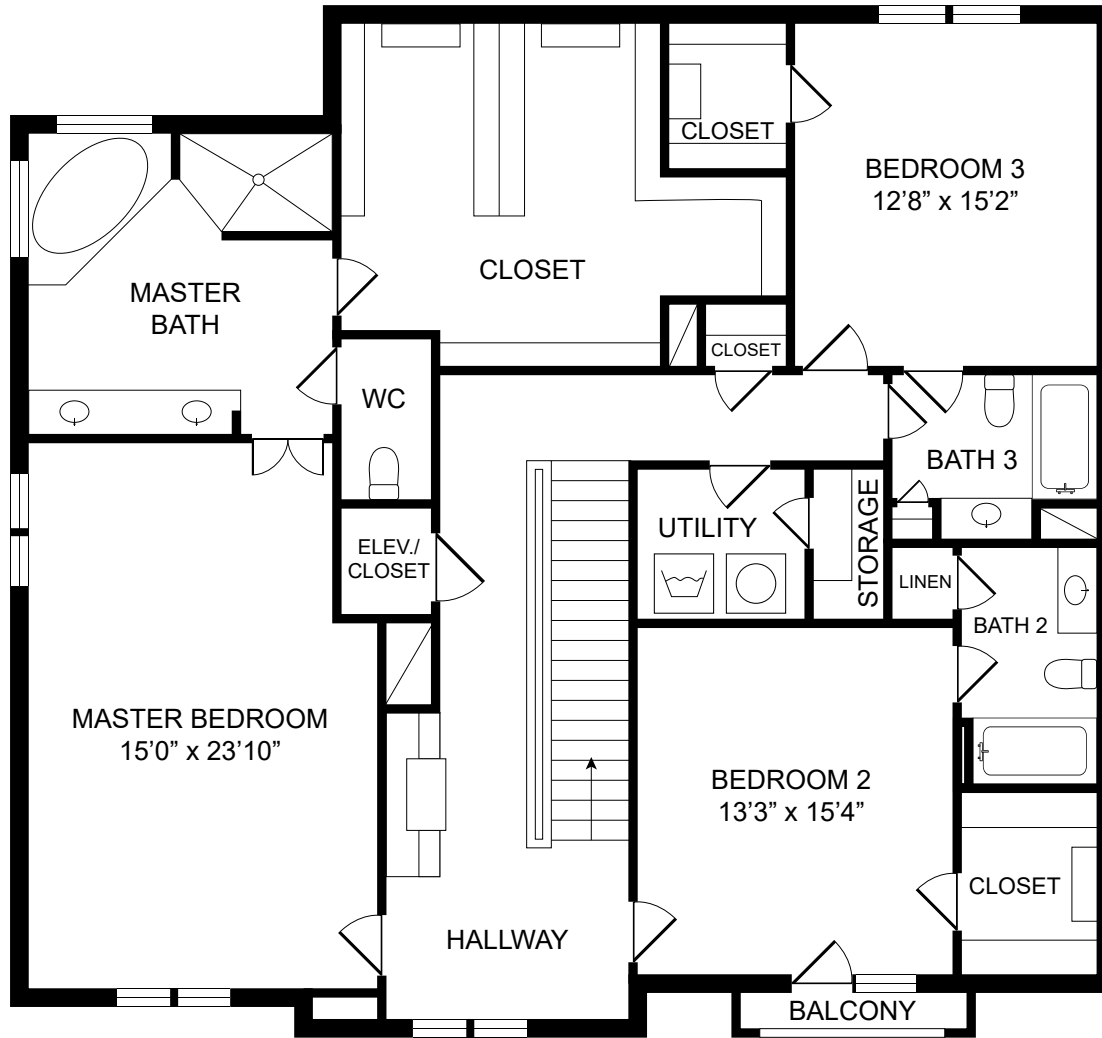 CLOSET
BEDROOM 3
12’8” x 15’2”
CLOSET
MASTER
BATH
CLOSET
WC
BATH 3
UTILITY
STORAGE
ELEV./
CLOSET
LINEN
BATH 2
MASTER BEDROOM
15’0” x 23’10”
BEDROOM 2
13’3” x 15’4”
CLOSET
HALLWAY
BALCONY